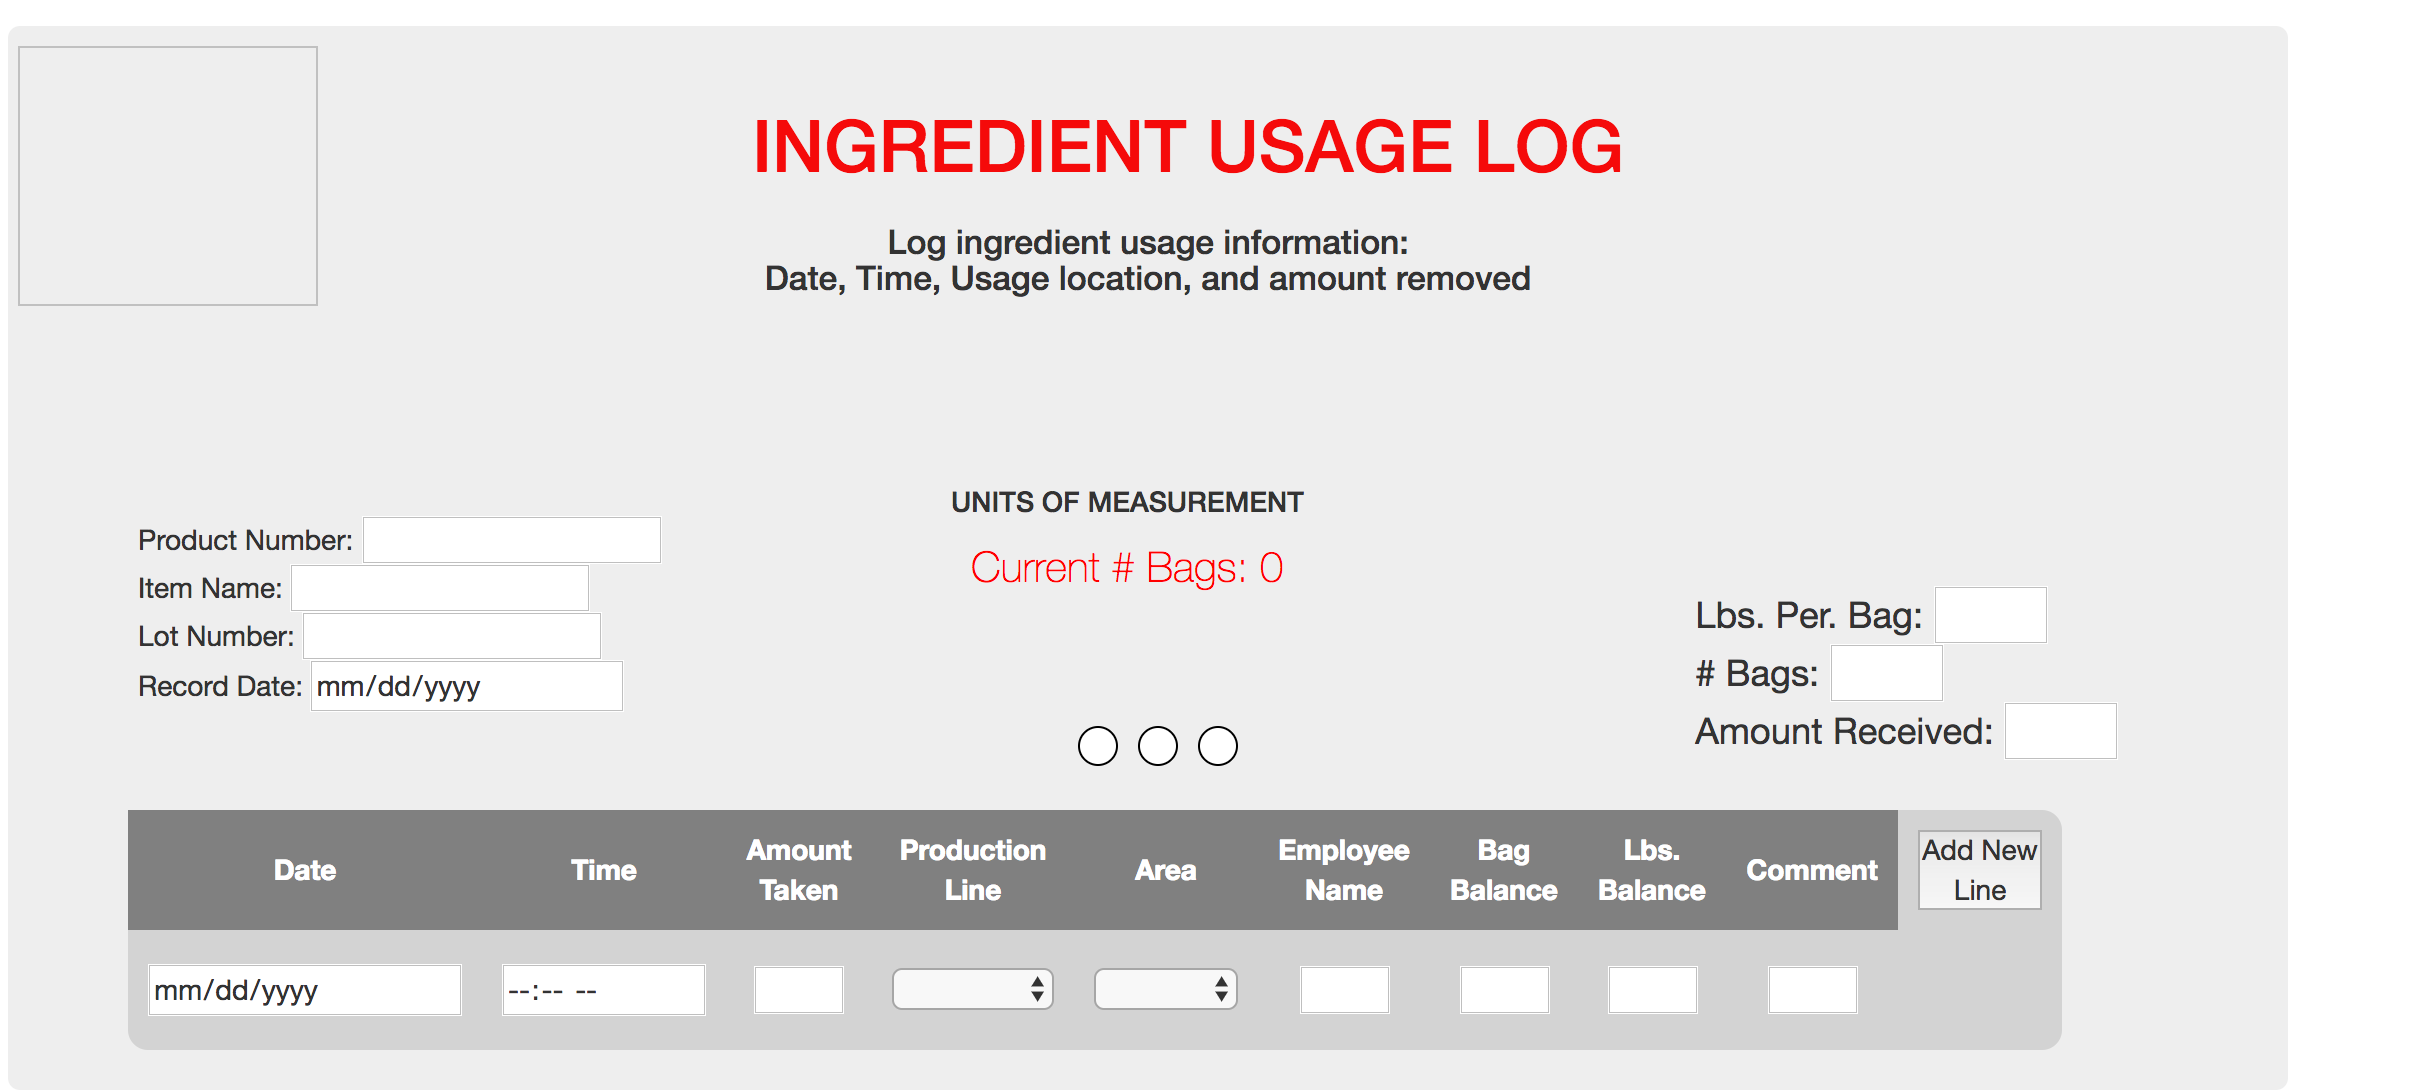 INGREDIENT USAGE LOG
Log ingredient usage information:
Date, Time, Usage location, and amount removed
UNITS OF MEASUREMENT
Current # Bags: 0
Product Number:
Item Name:
Lot Number:
Record Date: mm/dd/yyyy
Lbs. Per. Bag:
# Bags:
Amount Received:
Date
Time
Amount
Taken
Production
Line
Area
Employee
Name
Bag
Balance
Lbs.
Balance
Comment
Add New
Line
mm/dd/yyyy
--:-- --